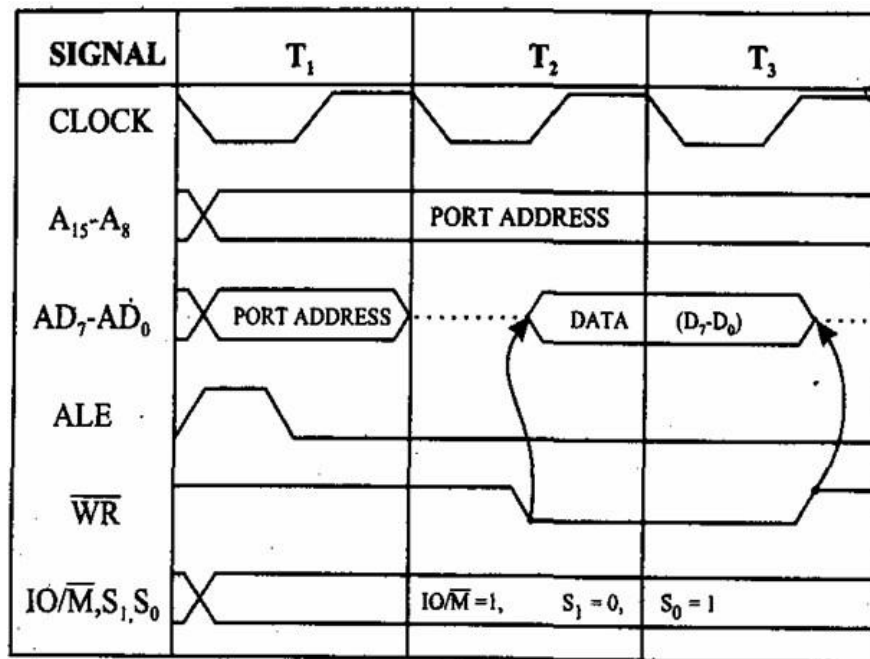 SIGNAL T₁ T₂ T₃
CLOCK
A₁₅-A₈ PORT ADDRESS
AD₇-AD₀ PORT ADDRESS DATA (D₇-D₀)
ALE
W̅R̅
IO/M̅,S₁,S₀ IO/M̅ =1, S₁ = 0, S₀ = 1